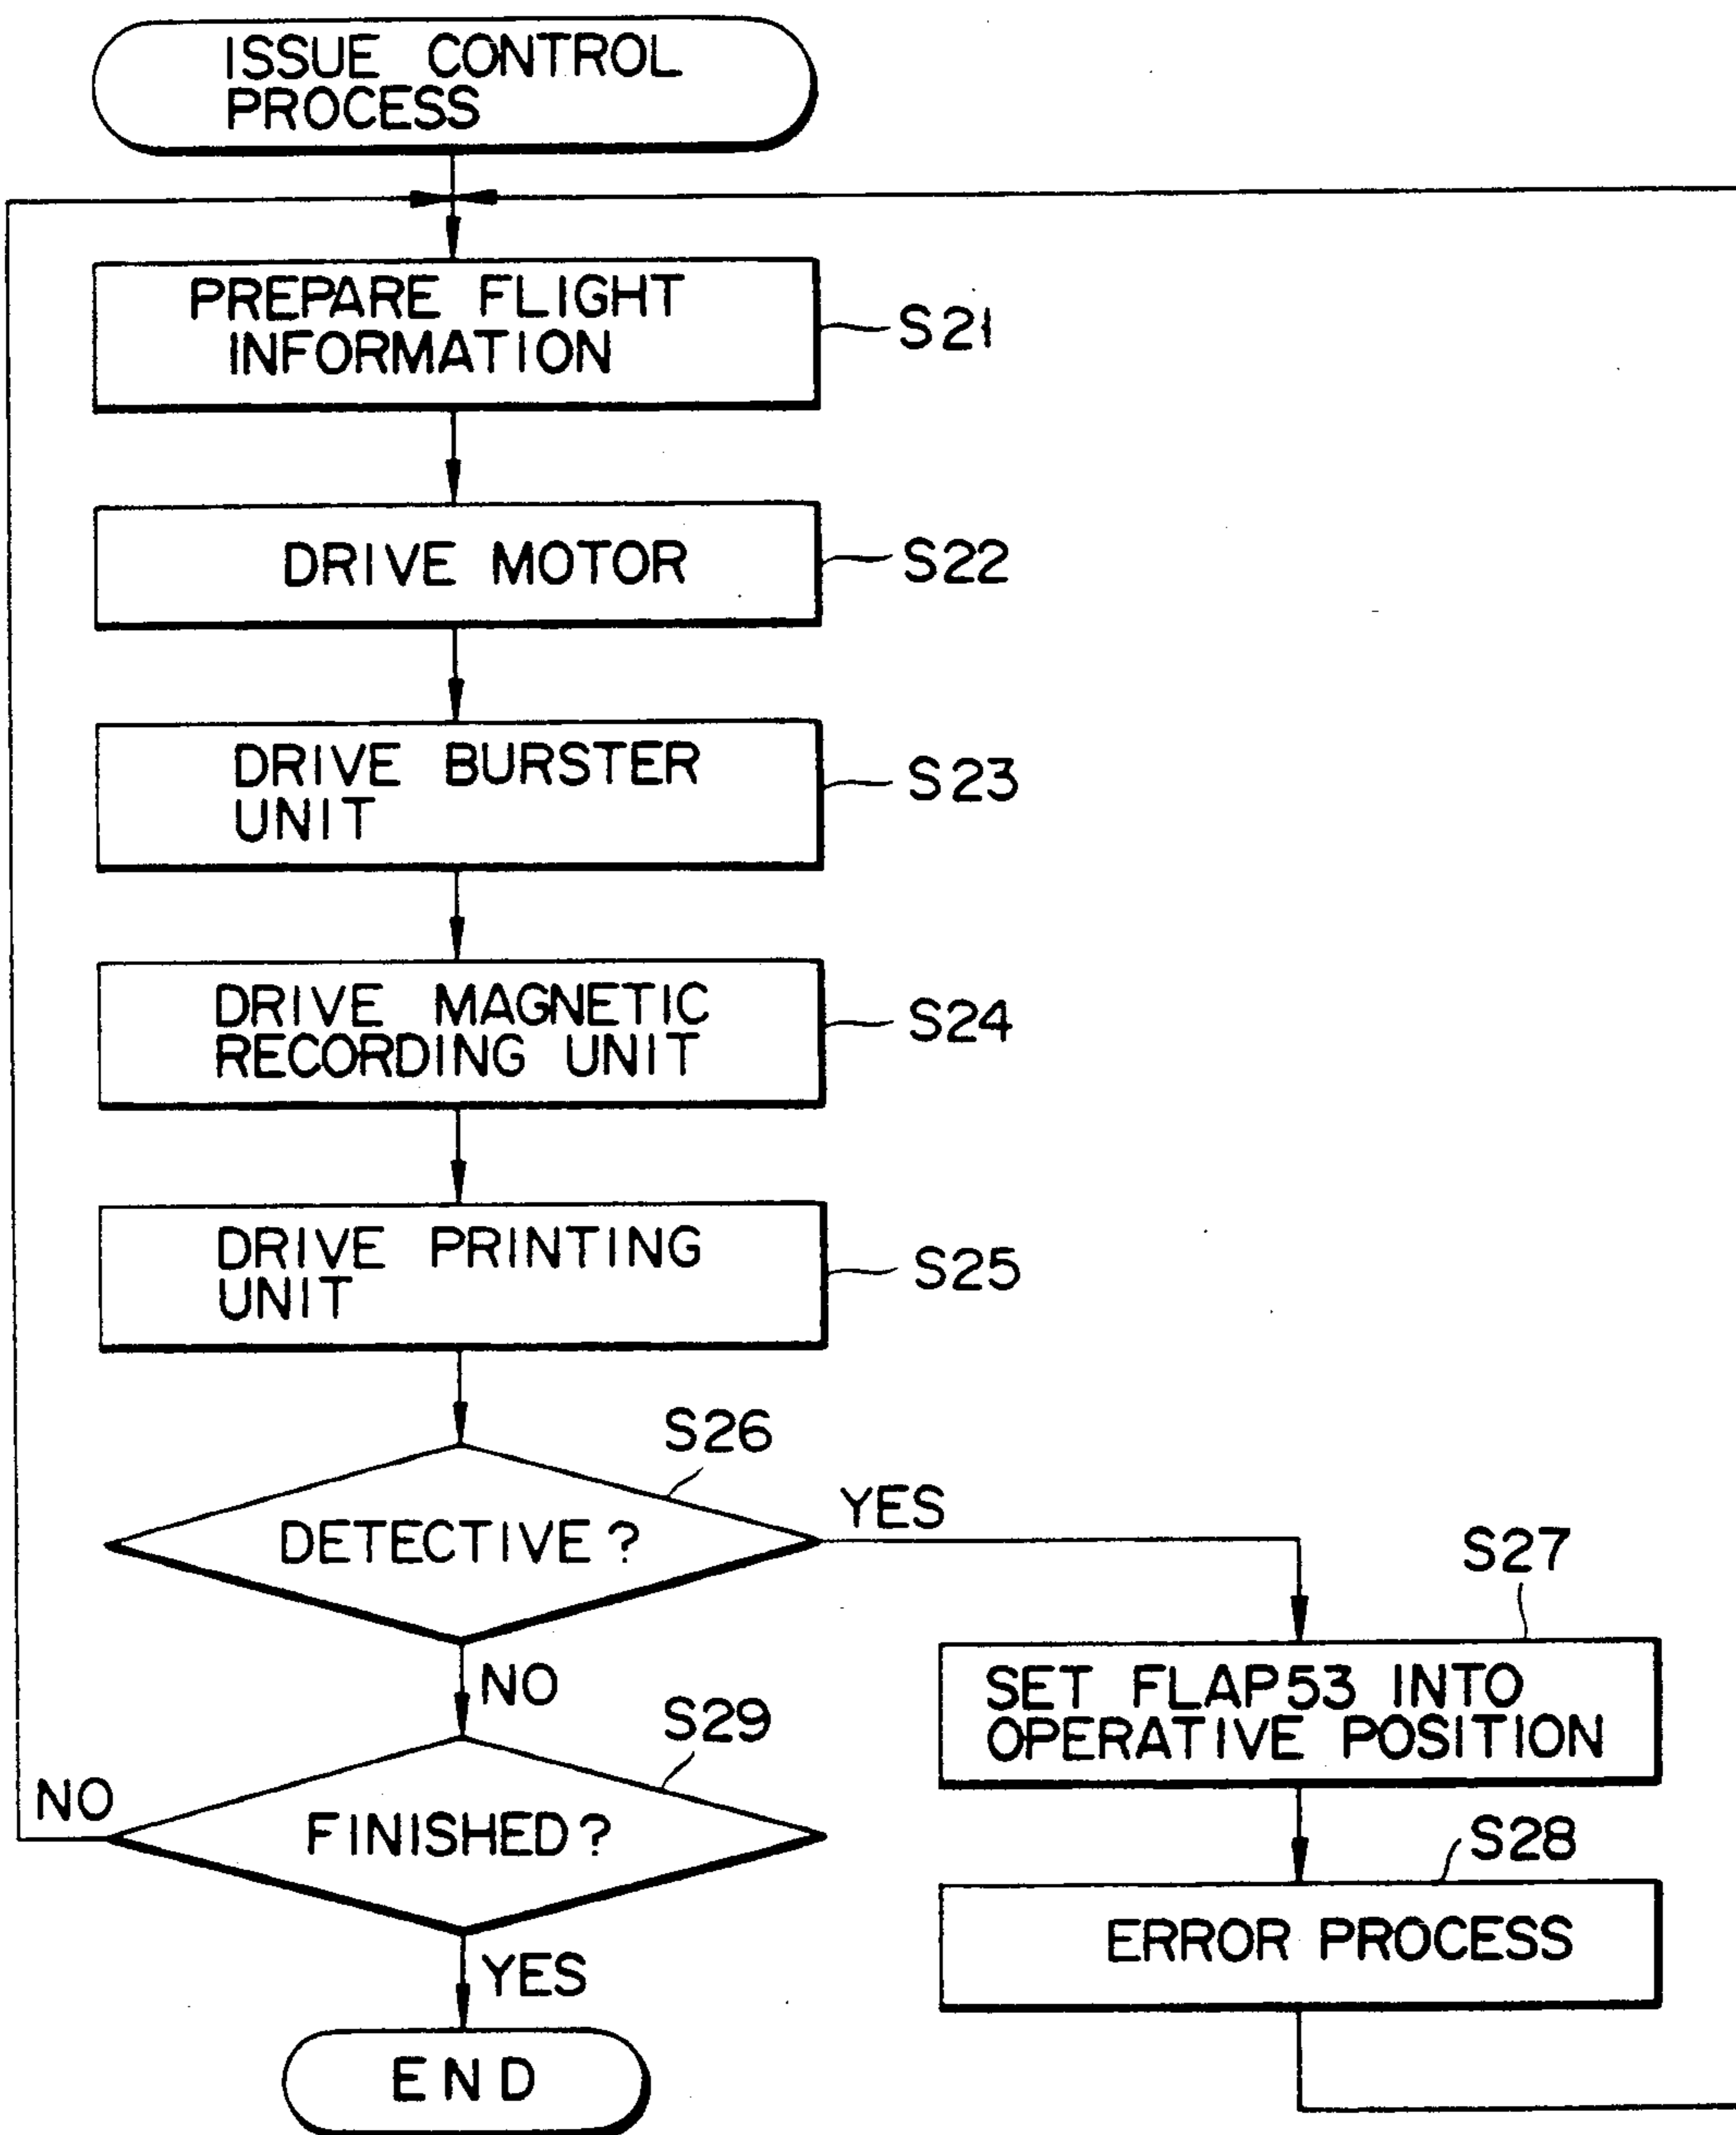 ISSUE CONTROL
PROCESS
PREPARE FLIGHT
INFORMATION
S21
DRIVE MOTOR
S22
DRIVE BURSTER
UNIT
S23
DRIVE MAGNETIC
RECORDING UNIT
S24
DRIVE PRINTING
UNIT
S25
S26
DETECTIVE?
YES
NO
S27
SET FLAP53 INTO
OPERATIVE POSITION
S28
ERROR PROCESS
S29
FINISHED?
NO
YES
END